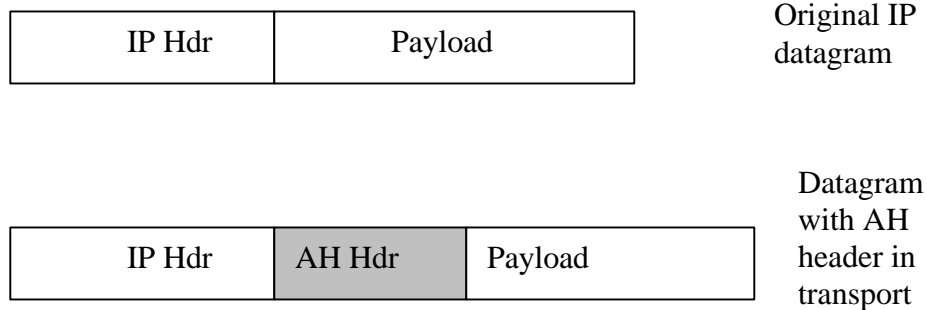 IP Hdr Payload
Original IP
datagram
IP Hdr AH Hdr Payload
Datagram
with AH
header in
transport